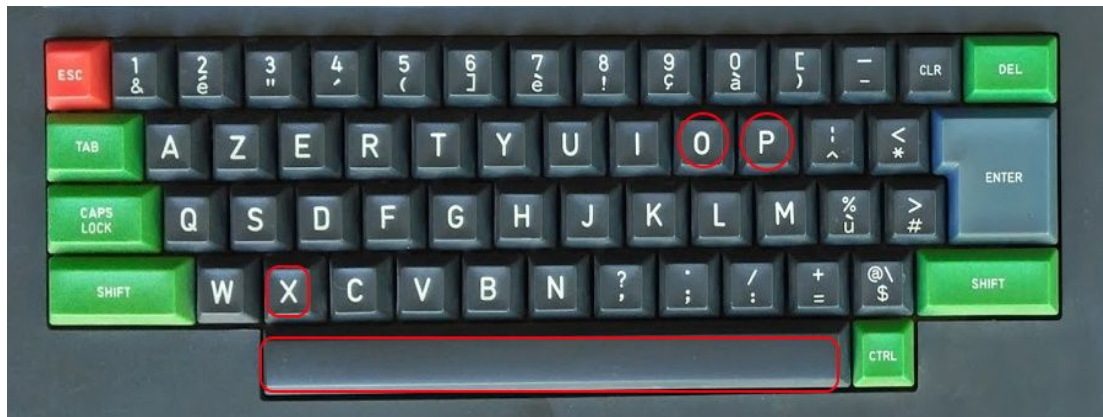 ESC 1 & 2 é 3 " 4 ' 5 ( 6 ] 7 è 8 ! 9 ç 0 à [ ) — - CLR DEL
TAB A Z E R T Y U I O P ¦ ^ < * ENTER
CAPS LOCK Q S D F G H J K L M % ù > #
SHIFT W X C V B N ? , . ; / : + = @\ $ SHIFT
CTRL